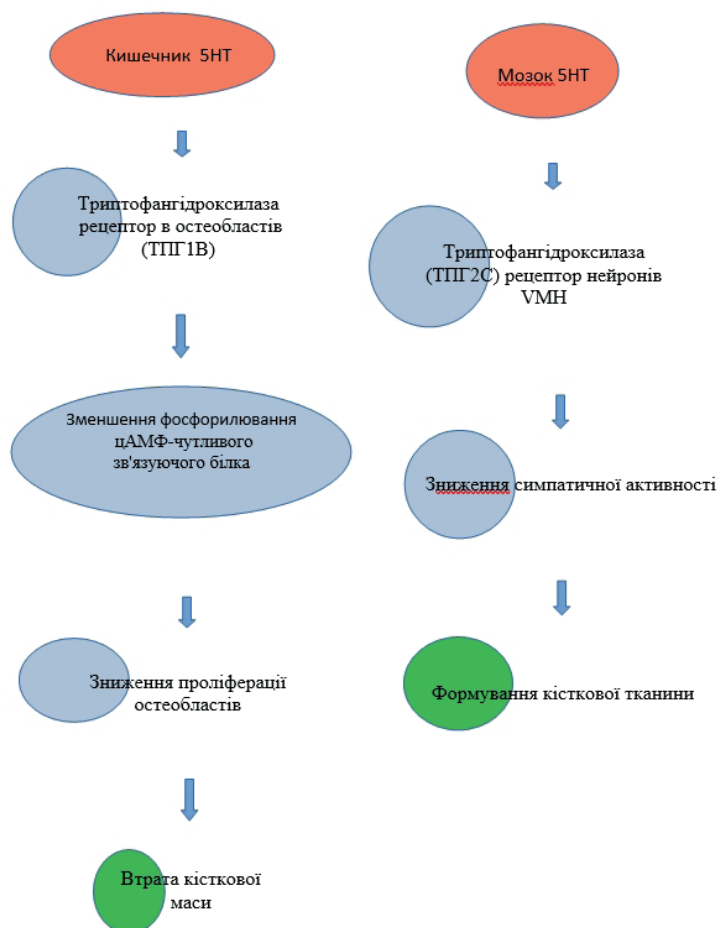 Кишечник 5НТ
Триптофангідроксилаза
рецептор в остеобластів
(ТПГ1В)
Зменшення фосфорилювання
цАМФ-чутливого
зв'язуючого білка
Зниження проліферації
остеобластів
Втрата кісткової
маси
Мозок 5НТ
Триптофангідроксилаза
(ТПГ2С) рецептор нейронів
VMH
Зниження симпатичної активності
Формування кісткової тканини